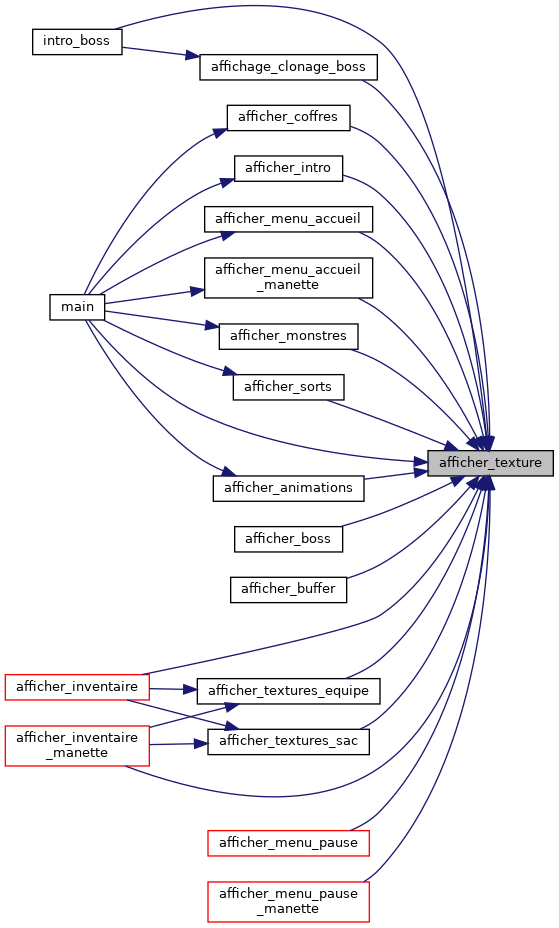 intro_boss
affichage_clonage_boss
afficher_coffres
afficher_intro
afficher_menu_accueil
afficher_menu_accueil
_manette
main
afficher_monstres
afficher_sorts
afficher_texture
afficher_animations
afficher_boss
afficher_buffer
afficher_inventaire
afficher_textures_equipe
afficher_inventaire
_manette
afficher_textures_sac
afficher_menu_pause
afficher_menu_pause
_manette